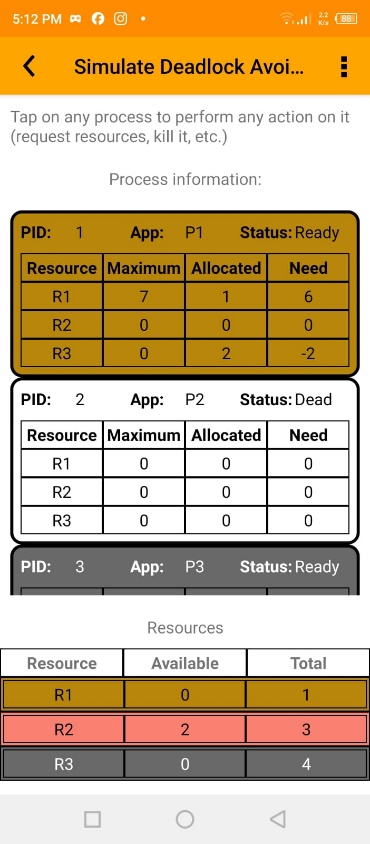 5:12 PM 2.2 K/s 88
Simulate Deadlock Avoi...
Tap on any process to perform any action on it
(request resources, kill it, etc.)
Process information:
PID: 1 App: P1 Status: Ready
Resource Maximum Allocated Need
R1 7 1 6
R2 0 0 0
R3 0 2 -2
PID: 2 App: P2 Status: Dead
Resource Maximum Allocated Need
R1 0 0 0
R2 0 0 0
R3 0 0 0
PID: 3 App: P3 Status: Ready
Resources
Resource Available Total
R1 0 1
R2 2 3
R3 0 4